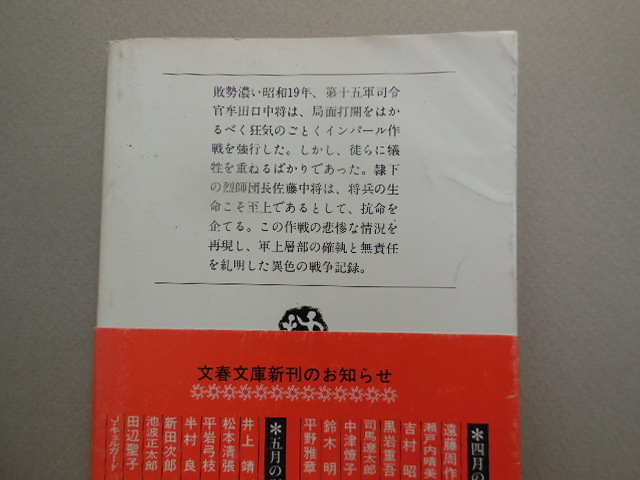 敗勢濃い昭和19年、第十五軍司令
官牟田口中将は、局面打開をはか
るべく狂気のごとくインパール作
戦を強行した。しかし、徒らに犠
牲を重ねるばかりであった。隷下
の烈師団長佐藤中将は、将兵の生
命こそ至上であるとして、抗命を
企てる。この作戦の悲惨な情況を
再現し、軍上層部の確執と無責任
を糺明した異色の戦争記録。
文春文庫新刊のお知らせ
＊四月の
遠藤周作
瀬戸内晴美
吉村 昭
黒岩重吾
司馬遼太郎
中津燎子
鈴木 明
平野雅章
＊五月の
井上 靖
松本清張
平岩弓枝
半村 良
新田次郎
池波正太郎
田辺聖子
J・キェルガード